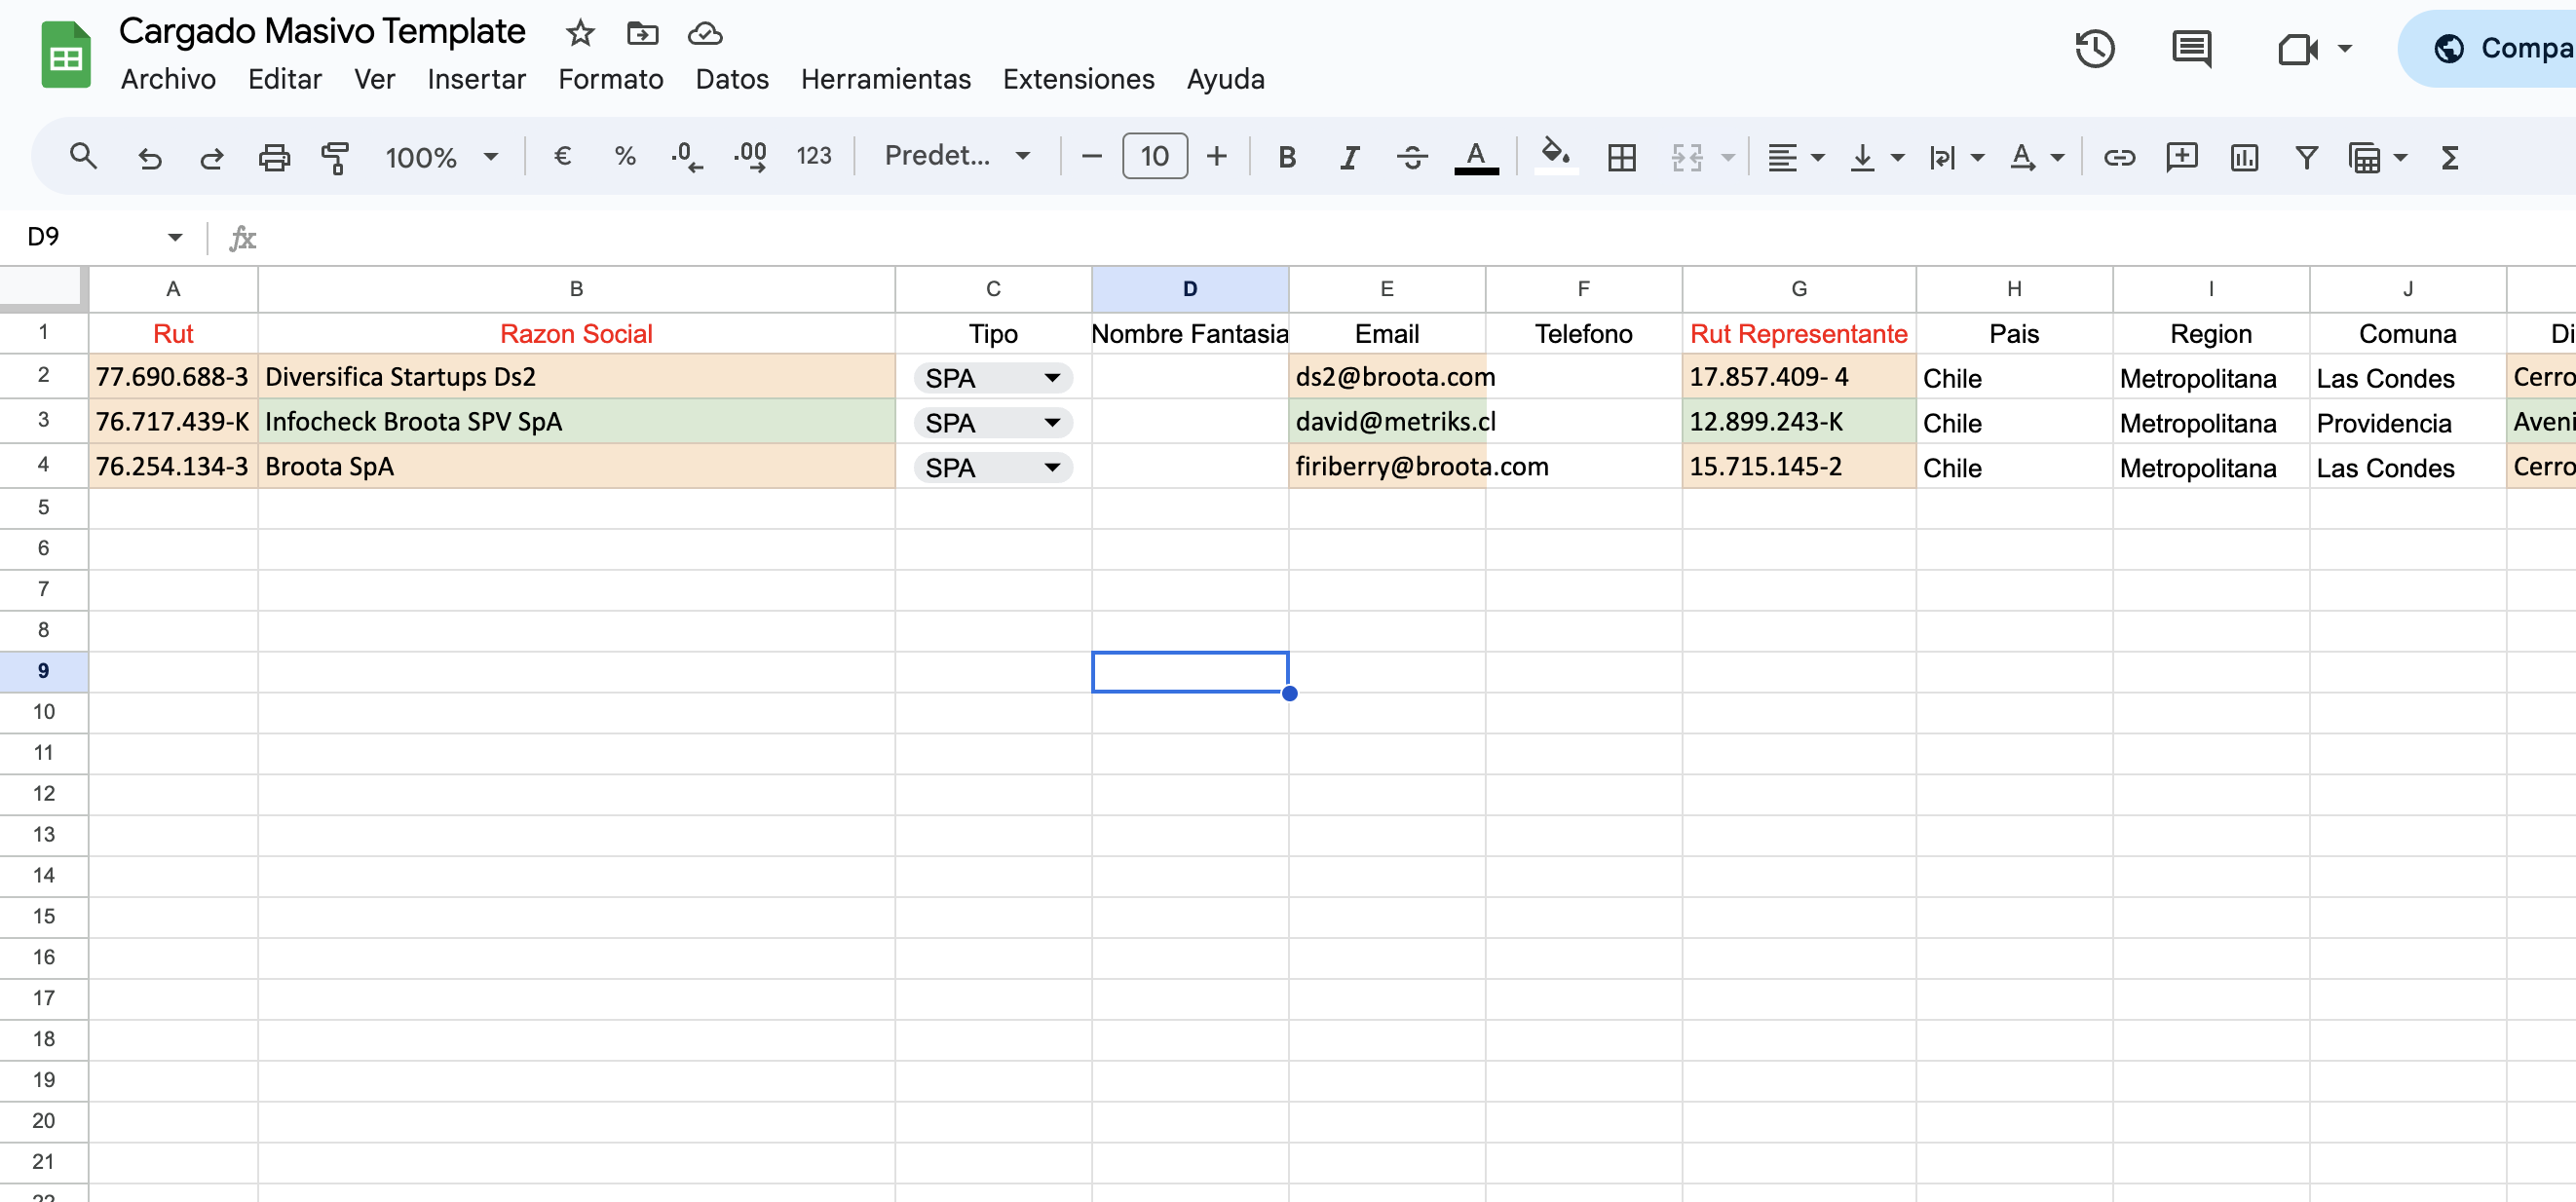 Cargado Masivo Template
Archivo Editar Ver Insertar Formato Datos Herramientas Extensiones Ayuda
Compa
100% € % .0 .00 123 Predet... 10 B I A A Σ
D9 fx
A B C D E F G H I J
1 Rut Razon Social Tipo Nombre Fantasia Email Telefono Rut Representante Pais Region Comuna Di
2 77.690.688-3 Diversifica Startups Ds2 SPA ds2@broota.com 17.857.409- 4 Chile Metropolitana Las Condes Cerro
3 76.717.439-K Infocheck Broota SPV SpA SPA david@metriks.cl 12.899.243-K Chile Metropolitana Providencia Aveni
4 76.254.134-3 Broota SpA SPA firiberry@broota.com 15.715.145-2 Chile Metropolitana Las Condes Cerro
5
6
7
8
9
10
11
12
13
14
15
16
17
18
19
20
21
22